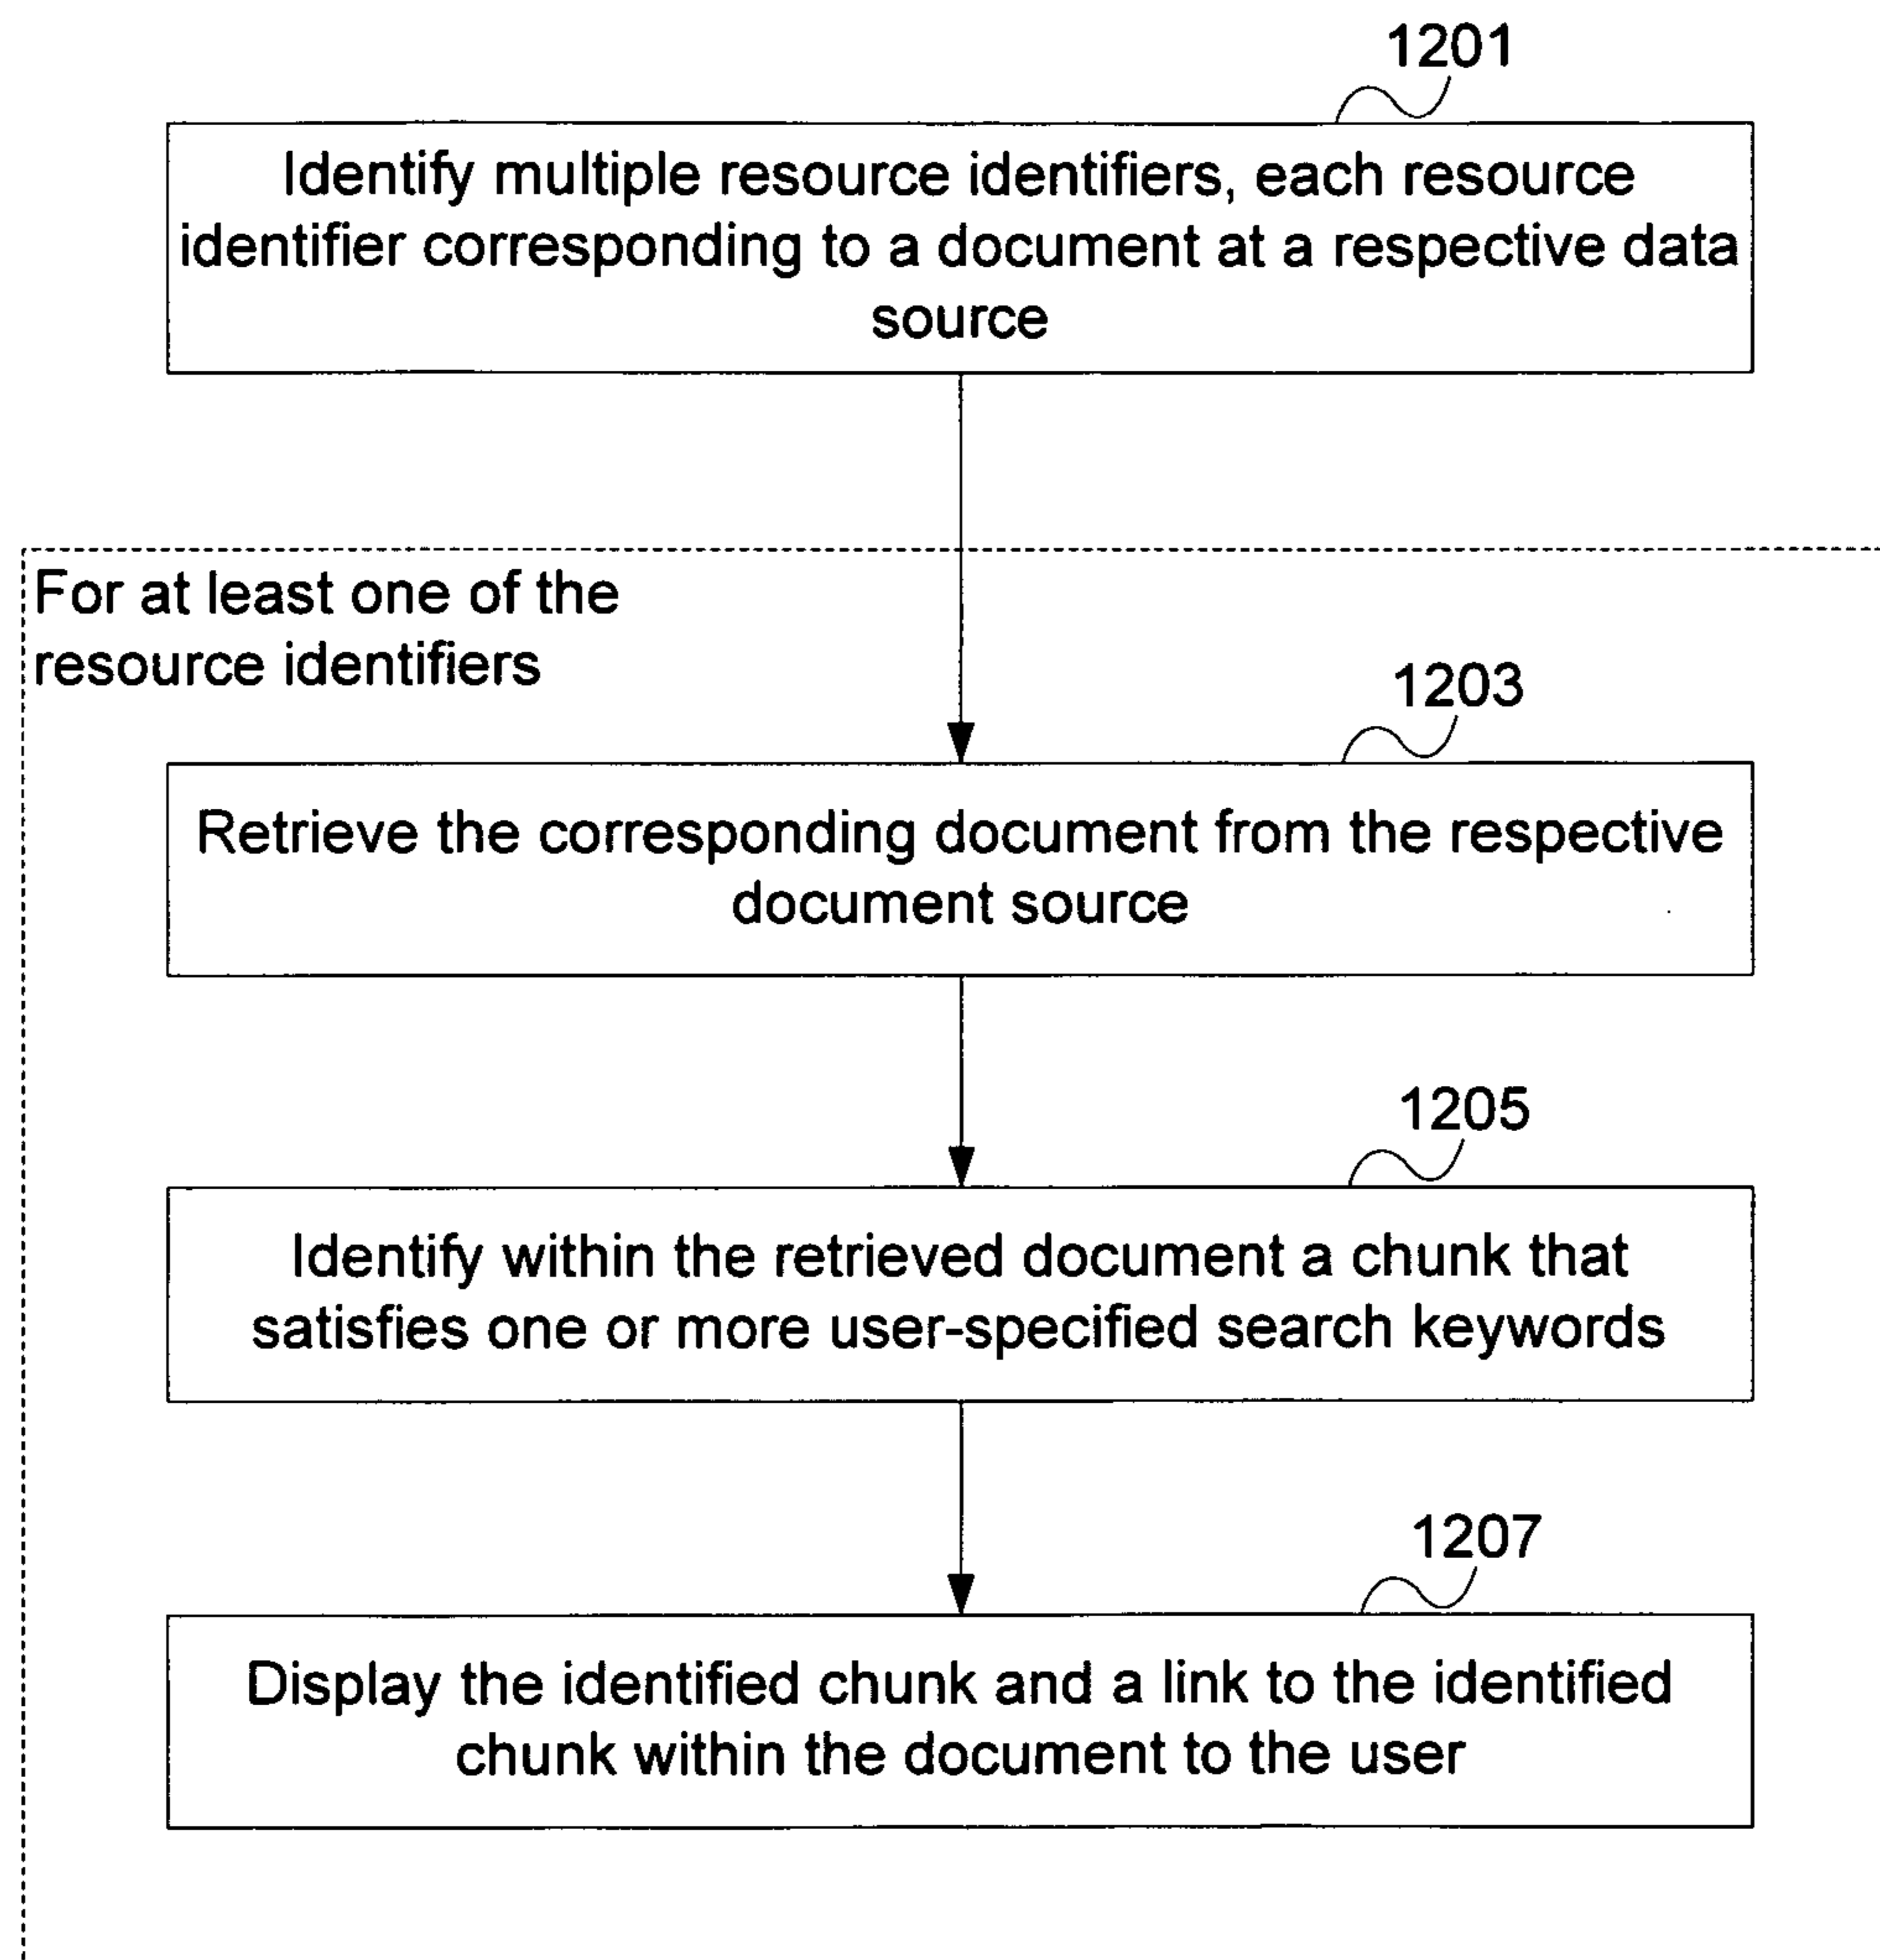 1201
Identify multiple resource identifiers, each resource
identifier corresponding to a document at a respective data
source
For at least one of the
resource identifiers
1203
Retrieve the corresponding document from the respective
document source
1205
Identify within the retrieved document a chunk that
satisfies one or more user-specified search keywords
1207
Display the identified chunk and a link to the identified
chunk within the document to the user